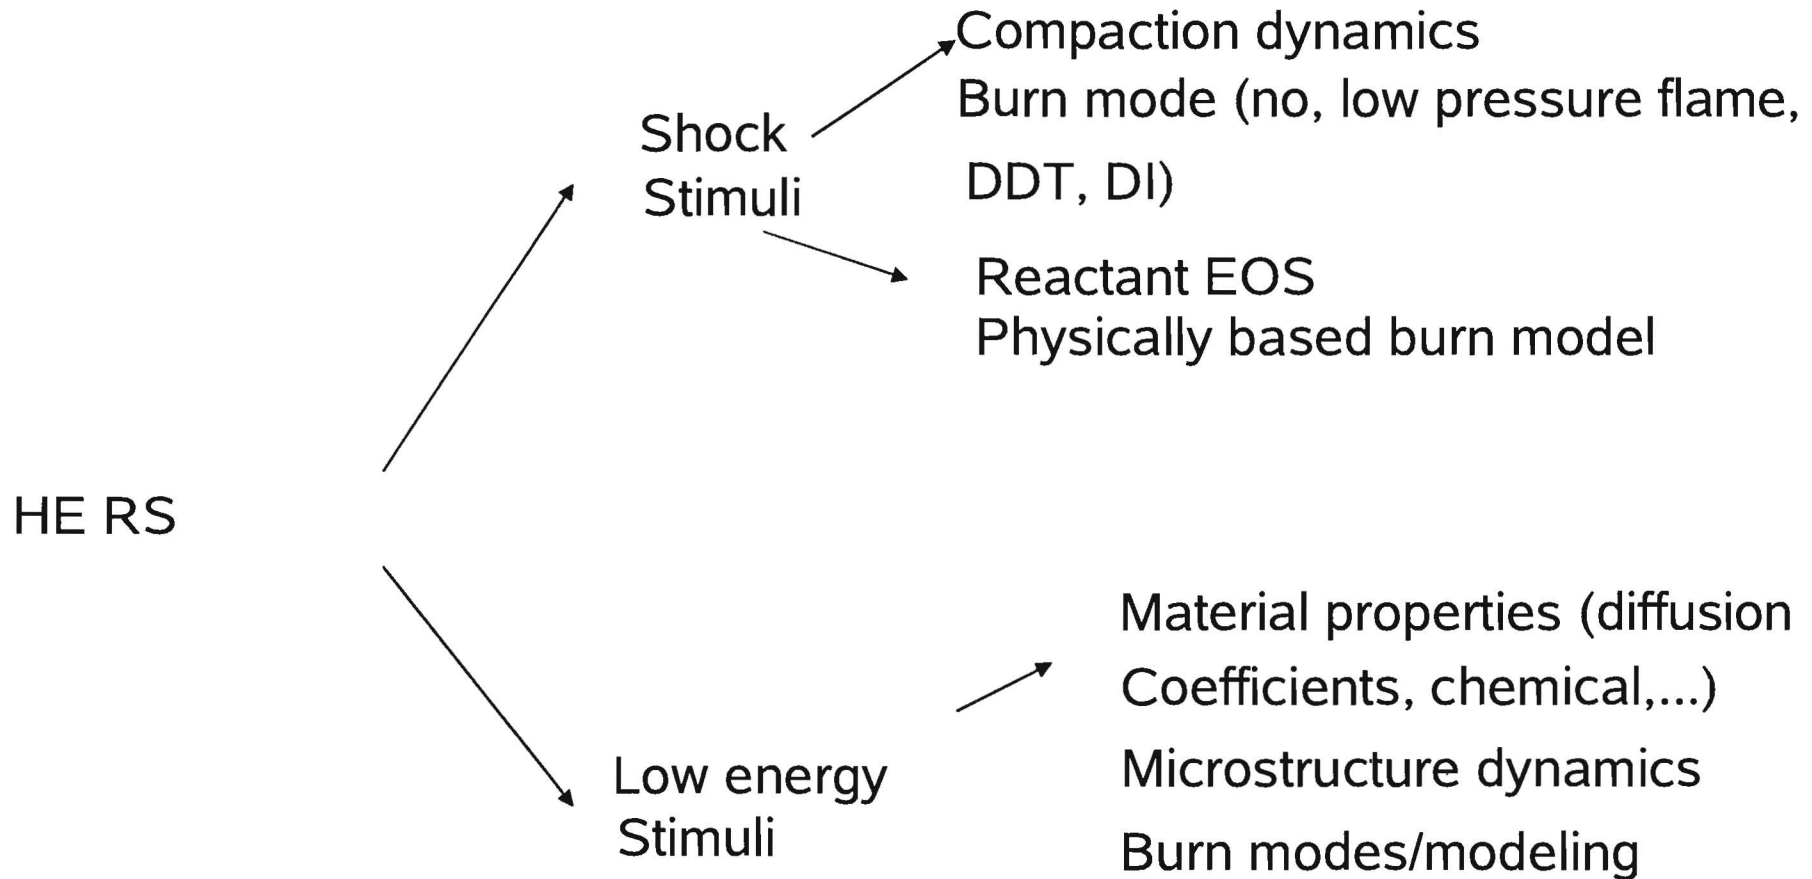 Compaction dynamics
Burn mode (no, low pressure flame,
DDT, DI)
Shock
Stimuli
Reactant EOS
Physically based burn model
HE RS
Low energy
Stimuli
Material properties (diffusion
Coefficients, chemical,...)
Microstructure dynamics
Burn modes/modeling